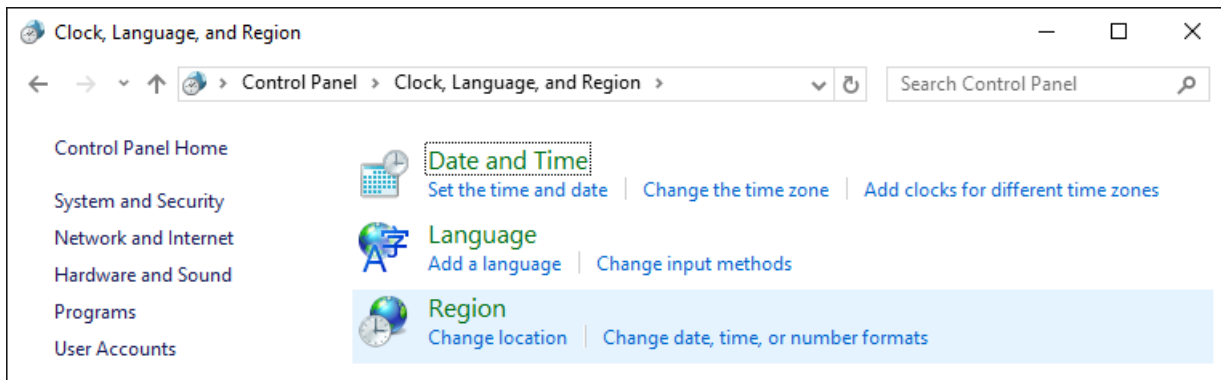 Clock, Language, and Region
Control Panel > Clock, Language, and Region >
Search Control Panel
Control Panel Home
System and Security
Network and Internet
Hardware and Sound
Programs
User Accounts
Date and Time
Set the time and date | Change the time zone | Add clocks for different time zones
Language
Add a language | Change input methods
Region
Change location | Change date, time, or number formats